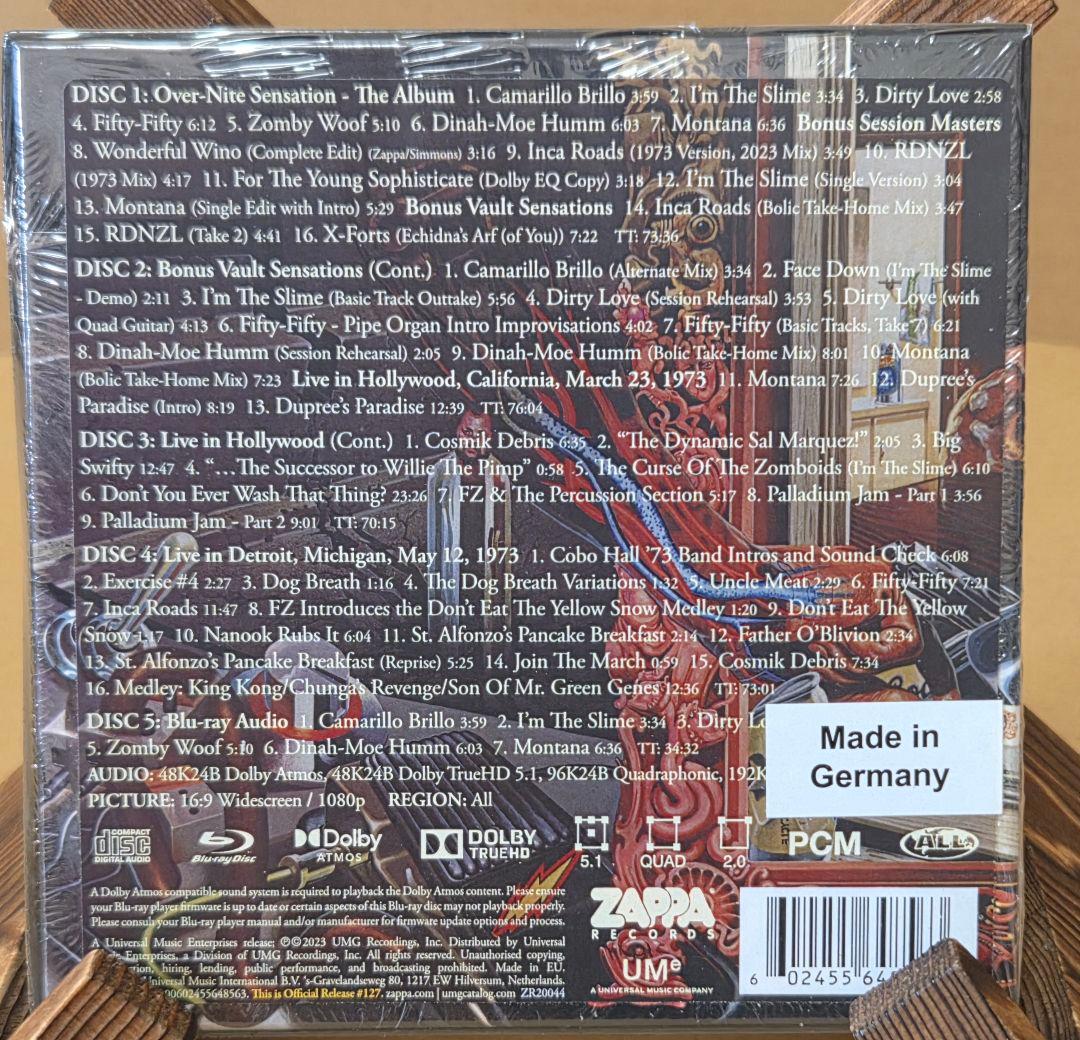 DISC 1: Over-Nite Sensation - The Album 1. Camarillo Brillo 3:59 2. I'm The Slime 3:34 3. Dirty Love 2:58
4. Fifty-Fifty 6:12 5. Zomby Woof 5:10 6. Dinah-Moe Humm 6:03 7. Montana 6:36 Bonus Session Masters
8. Wonderful Wino (Complete Edit) (Zappa/Simmons) 3:16 9. Inca Roads (1973 Version, 2023 Mix) 3:49 10. RDNZL
(1973 Mix) 4:17 11. For The Young Sophisticate (Dolby EQ Copy) 3:18 12. I'm The Slime (Single Version) 3:04
13. Montana (Single Edit with Intro) 5:29 Bonus Vault Sensations 14. Inca Roads (Bolic Take-Home Mix) 3:47
15. RDNZL (Take 2) 4:41 16. X-Forts (Echidna's Arf (of You)) 7:22 TT: 73:36
DISC 2: Bonus Vault Sensations (Cont.) 1. Camarillo Brillo (Alternate Mix) 3:34 2. Face Down (I'm The Slime
- Demo) 2:11 3. I'm The Slime (Basic Track Outtake) 5:56 4. Dirty Love (Session Rehearsal) 3:53 5. Dirty Love (with
Quad Guitar) 4:13 6. Fifty-Fifty - Pipe Organ Intro Improvisations 4:02 7. Fifty-Fifty (Basic Tracks, Take 7) 6:21
8. Dinah-Moe Humm (Session Rehearsal) 2:05 9. Dinah-Moe Humm (Bolic Take-Home Mix) 8:01 10. Montana
(Bolic Take-Home Mix) 7:23 Live in Hollywood, California, March 23, 1973 11. Montana 7:26 12. Dupree's
Paradise (Intro) 8:19 13. Dupree's Paradise 12:39 TT: 76:04
DISC 3: Live in Hollywood (Cont.) 1. Cosmik Debris 6:35 2. “The Dynamic Sal Marquez!” 2:05 3. Big
Swifty 12:47 4. “...The Successor to Willie The Pimp” 0:58 5. The Curse Of The Zomboids (I'm The Slime) 6:10
6. Don't You Ever Wash That Thing? 23:26 7. FZ & The Percussion Section 5:17 8. Palladium Jam - Part 1 3:56
9. Palladium Jam - Part 2 9:01 TT: 70:15
DISC 4: Live in Detroit, Michigan, May 12, 1973 1. Cobo Hall '73 Band Intros and Sound Check 6:08
2. Exercise #4 2:27 3. Dog Breath 1:16 4. The Dog Breath Variations 1:32 5. Uncle Meat 2:29 6. Fifty-Fifty 7:21
7. Inca Roads 11:47 8. FZ Introduces the Don't Eat The Yellow Snow Medley 1:20 9. Don't Eat The Yellow
Snow 1:17 10. Nanook Rubs It 6:04 11. St. Alfonzo's Pancake Breakfast 2:14 12. Father O'Blivion 2:34
13. St. Alfonzo's Pancake Breakfast (Reprise) 5:25 14. Join The March 0:59 15. Cosmik Debris 7:34
16. Medley: King Kong/Chunga's Revenge/Son Of Mr. Green Genes 12:36 TT: 73:01
DISC 5: Blu-ray Audio 1. Camarillo Brillo 3:59 2. I'm The Slime 3:34 3. Dirty Lo
5. Zomby Woof 5:10 6. Dinah-Moe Humm 6:03 7. Montana 6:36 TT: 34:32
AUDIO: 48K24B Dolby Atmos, 48K24B Dolby TrueHD 5.1, 96K24B Quadraphonic, 192K
PICTURE: 16:9 Widescreen / 1080p REGION: All
Made in
Germany
COMPACT disc DIGITAL AUDIO Blu-ray Disc Dolby ATMOS DOLBY TRUEHD 5.1 QUAD 2.0 PCM ALL
A Dolby Atmos compatible sound system is required to playback the Dolby Atmos content. Please ensure
your Blu-ray player firmware is up to date or certain aspects of this Blu-ray disc may not playback properly.
Please consult your Blu-ray player manual and/or manufacturer for firmware update options and process.
A Universal Music Enterprises release; ℗©2023 UMG Recordings, Inc. Distributed by Universal
Enterprises, a Division of UMG Recordings, Inc. All rights reserved. Unauthorised copying,
hiring, lending, public performance, and broadcasting prohibited. Made in EU.
Universal Music International B.V. 's-Gravelandseweg 80, 1217 EW Hilversum, Netherlands.
00602455648563. This is Official Release #127. zappa.com | umgcatalog.com ZR20044
ZAPPA
RECORDS
UMe
A UNIVERSAL MUSIC COMPANY
6 02455 64